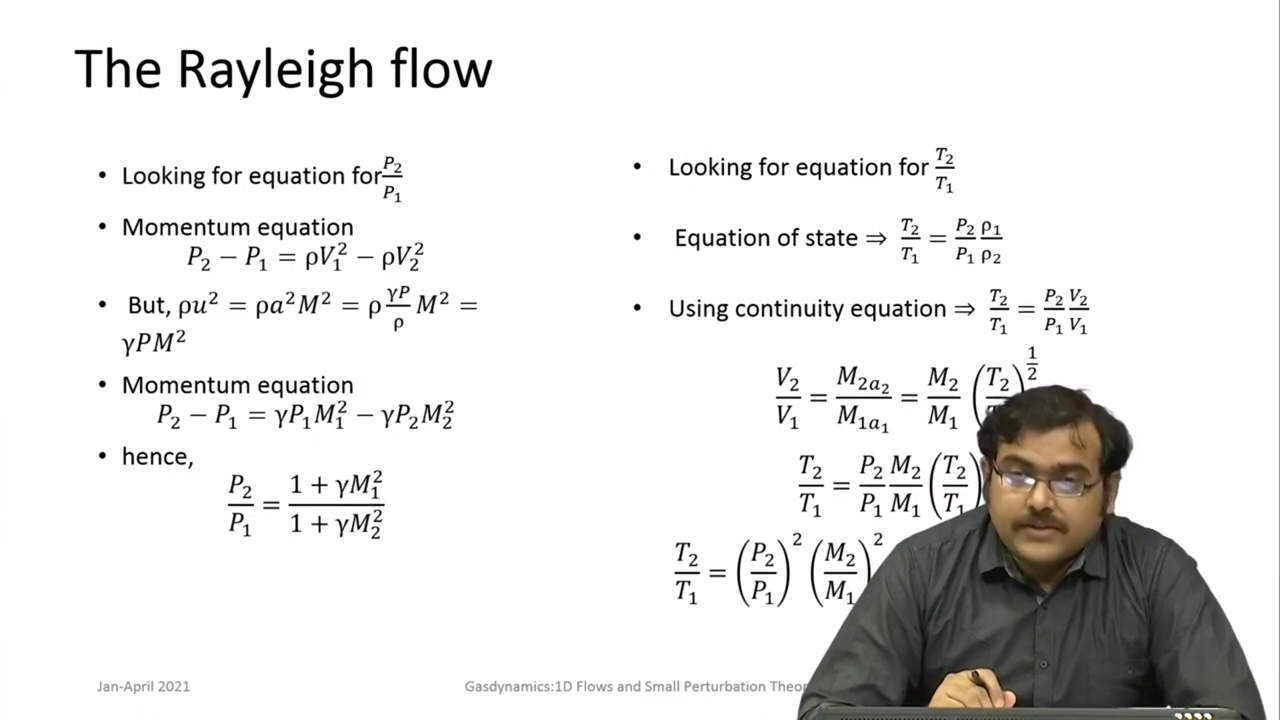 The Rayleigh flow
• Looking for equation for P₂/P₁
• Momentum equation
P₂ − P₁ = ρV₁² − ρV₂²
• But, ρu² = ρa²M² = ρ γP/ρ M² =
γPM²
• Momentum equation
P₂ − P₁ = γP₁M₁² − γP₂M₂²
• hence,
P₂/P₁ = (1 + γM₁²)/(1 + γM₂²)
• Looking for equation for T₂/T₁
• Equation of state ⇒ T₂/T₁ = P₂/P₁ ρ₁/ρ₂
• Using continuity equation ⇒ T₂/T₁ = P₂/P₁ V₂/V₁
V₂/V₁ = M₂ₐ₂/M₁ₐ₁ = M₂/M₁ (T₂/ )^(1/2)
T₂/T₁ = P₂/P₁ M₂/M₁ (T₂/T₁)
T₂/T₁ = (P₂/P₁)² (M₂/M₁)²
Jan-April 2021
Gasdynamics:1D Flows and Small Perturbation